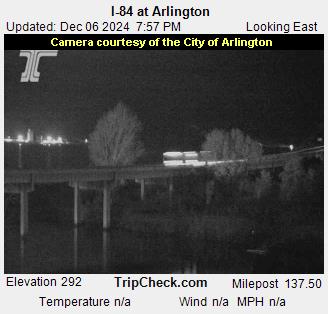 I-84 at Arlington
Updated: Dec 06 2024 7:57 PM Looking East
Camera courtesy of the City of Arlington
Elevation 292 TripCheck.com Milepost 137.50
Temperature n/a Wind n/a MPH n/a